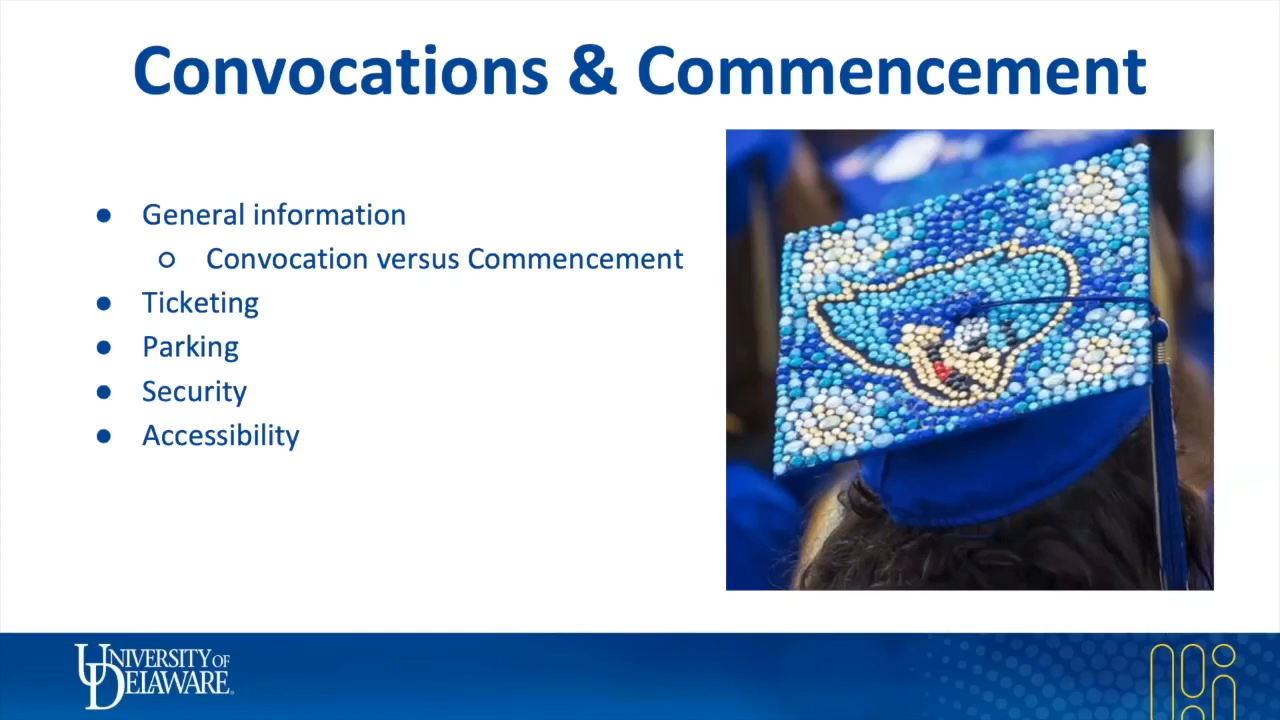 Convocations & Commencement
● General information
○ Convocation versus Commencement
● Ticketing
● Parking
● Security
● Accessibility
UNIVERSITY OF
DELAWARE.